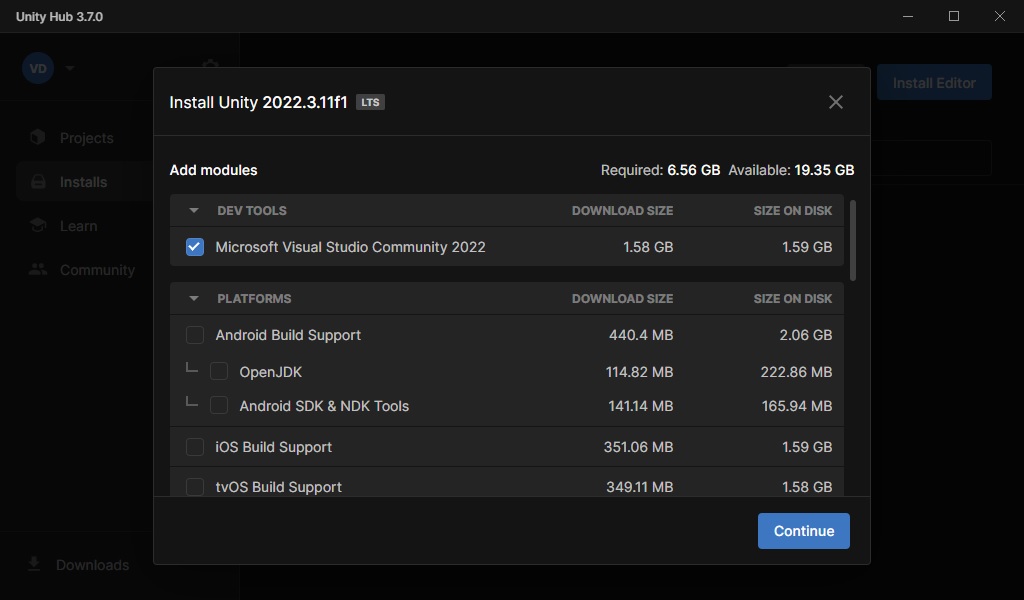 Unity Hub 3.7.0
VD
Install Editor
Projects
Installs
Learn
Community
Downloads
Install Unity 2022.3.11f1 LTS
Add modules Required: 6.56 GB Available: 19.35 GB
DEV TOOLS DOWNLOAD SIZE SIZE ON DISK
Microsoft Visual Studio Community 2022 1.58 GB 1.59 GB
PLATFORMS DOWNLOAD SIZE SIZE ON DISK
Android Build Support 440.4 MB 2.06 GB
OpenJDK 114.82 MB 222.86 MB
Android SDK & NDK Tools 141.14 MB 165.94 MB
iOS Build Support 351.06 MB 1.59 GB
tvOS Build Support 349.11 MB 1.58 GB
Continue